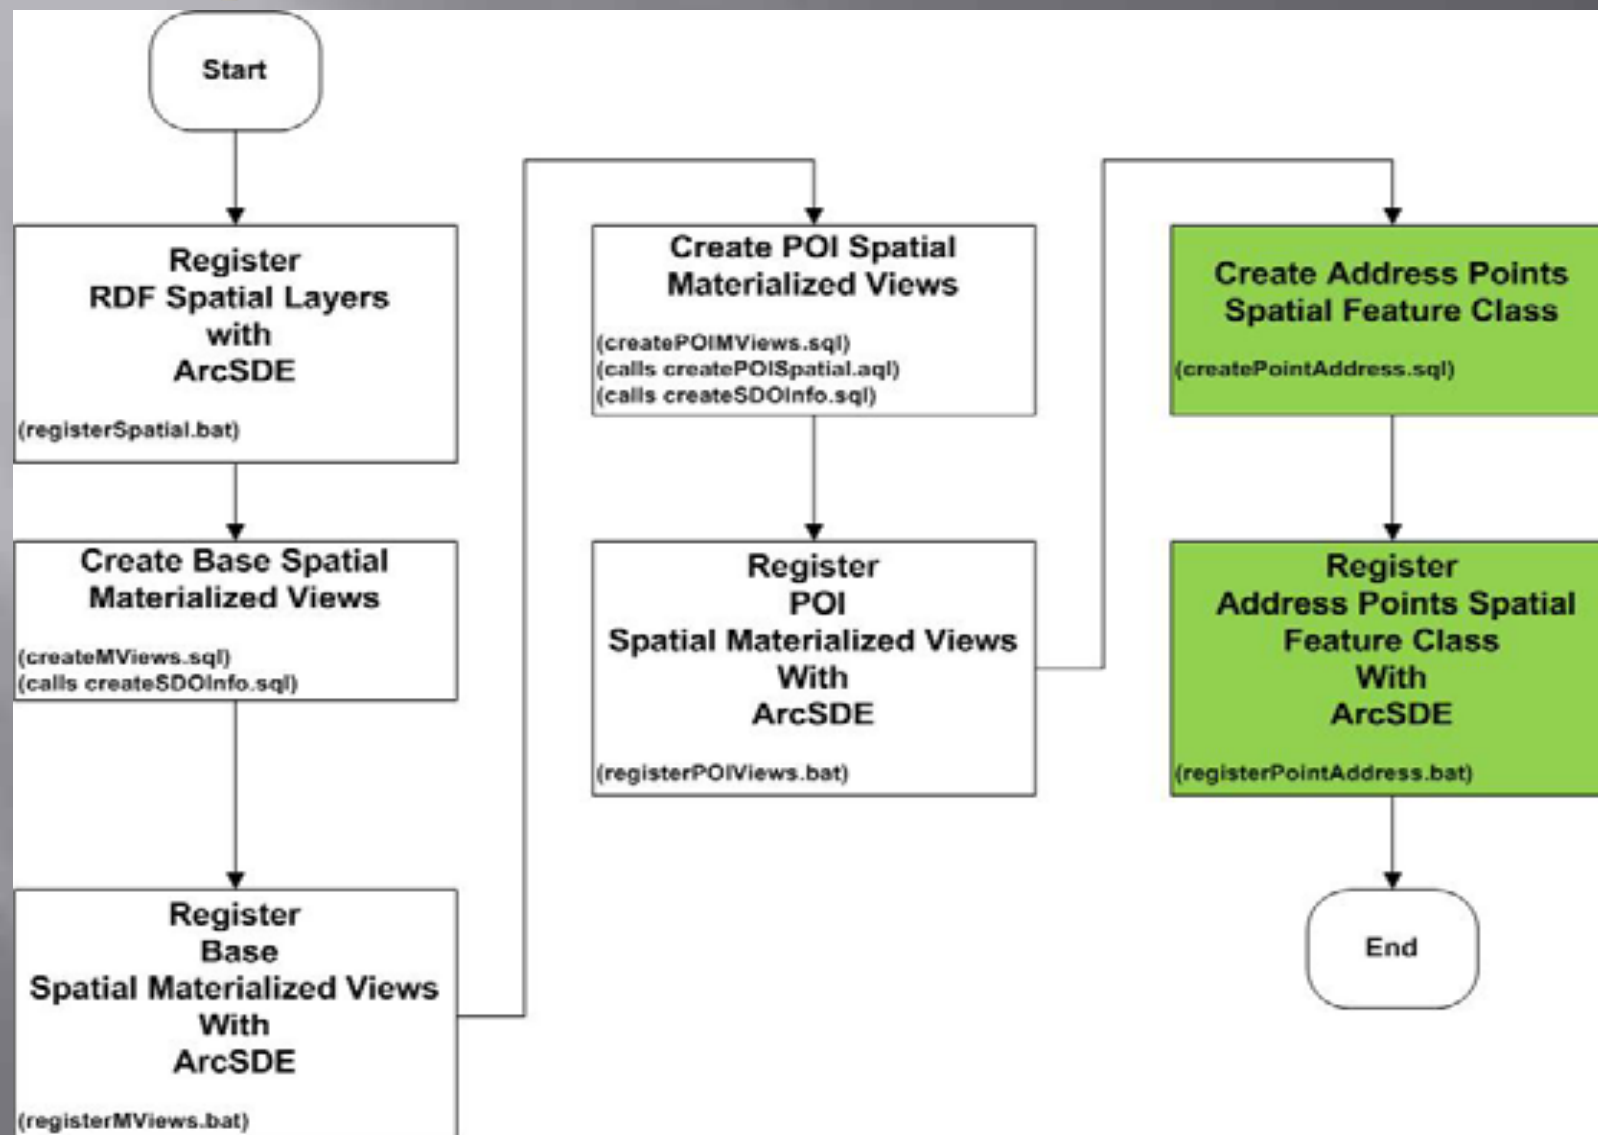 Start
Register
RDF Spatial Layers
with
ArcSDE
(registerSpatial.bat)
Create Base Spatial
Materialized Views
(createMViews.sql)
(calls createSDOInfo.sql)
Register
Base
Spatial Materialized Views
With
ArcSDE
(registerMViews.bat)
Create POI Spatial
Materialized Views
(createPOIMViews.sql)
(calls createPOISpatial.aql)
(calls createSDOInfo.sql)
Register
POI
Spatial Materialized Views
With
ArcSDE
(registerPOIViews.bat)
Create Address Points
Spatial Feature Class
(createPointAddress.sql)
Register
Address Points Spatial
Feature Class
With
ArcSDE
(registerPointAddress.bat)
End